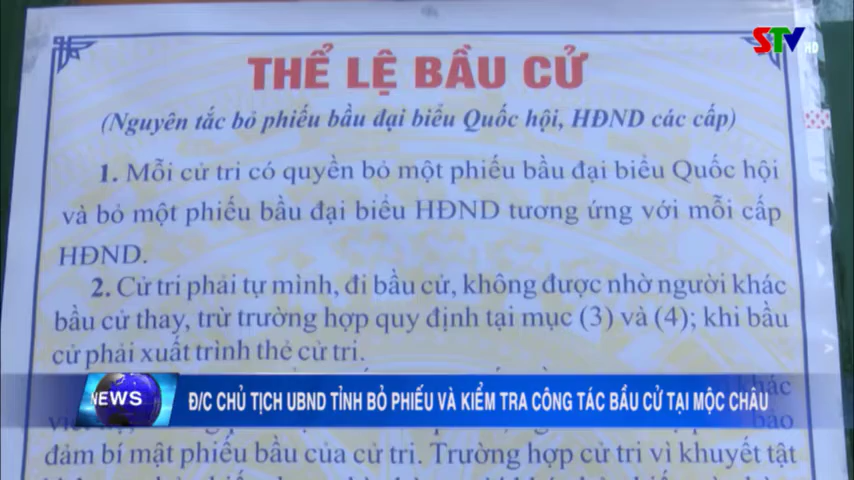 STV HD
THỂ LỆ BẦU CỬ
(Nguyên tắc bỏ phiếu bầu đại biểu Quốc hội, HĐND các cấp)
1. Mỗi cử tri có quyền bỏ một phiếu bầu đại biểu Quốc hội
và bỏ một phiếu bầu đại biểu HĐND tương ứng với mỗi cấp
HĐND.
2. Cử tri phải tự mình, đi bầu cử, không được nhờ người khác
bầu cử thay, trừ trường hợp quy định tại mục (3) và (4); khi bầu
cử phải xuất trình thẻ cử tri.
khác
NEWS
Đ/C CHỦ TỊCH UBND TỈNH BỎ PHIẾU VÀ KIỂM TRA CÔNG TÁC BẦU CỬ TẠI MỘC CHÂU
bảo
đảm bí mật phiếu bầu của cử tri. Trường hợp cử tri vì khuyết tật